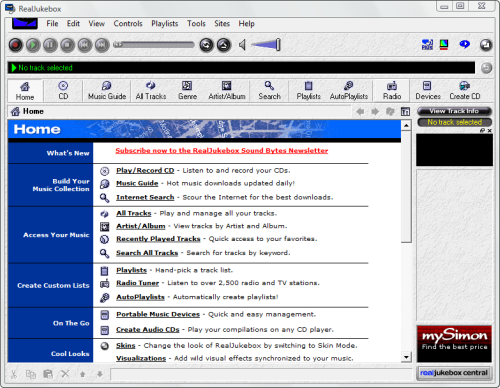 RealJukebox
File Edit View Controls Playlists Tools Sites Help
No track selected
Home CD Music Guide All Tracks Genre Artist/Album Search Playlists AutoPlaylists Radio Devices Create CD
Home
View Track Info
No track selected
Home
What's New
Subscribe now to the RealJukebox Sound Bytes Newsletter
Build Your
Music Collection
Play/Record CD - Listen to and record your CDs.
Music Guide - Hot music downloads updated daily!
Internet Search - Scour the Internet for the best downloads.
Access Your Music
All Tracks - Play and manage all your tracks.
Artist/Album - View tracks by Artist and Album.
Recently Played Tracks - Quick access to your favorites.
Search All Tracks - Search for tracks by keyword.
Create Custom Lists
Playlists - Hand-pick a track list.
Radio Tuner - Listen to over 2,500 radio and TV stations.
AutoPlaylists - Automatically create playlists!
On The Go
Portable Music Devices - Quick and easy management.
Create Audio CDs - Play your compilations on any CD player.
Cool Looks
Skins - Change the look of RealJukebox by switching to Skin Mode.
Visualizations - Add wild visual effects synchronized to your music.
mySimon
Find the best price
realjukebox central